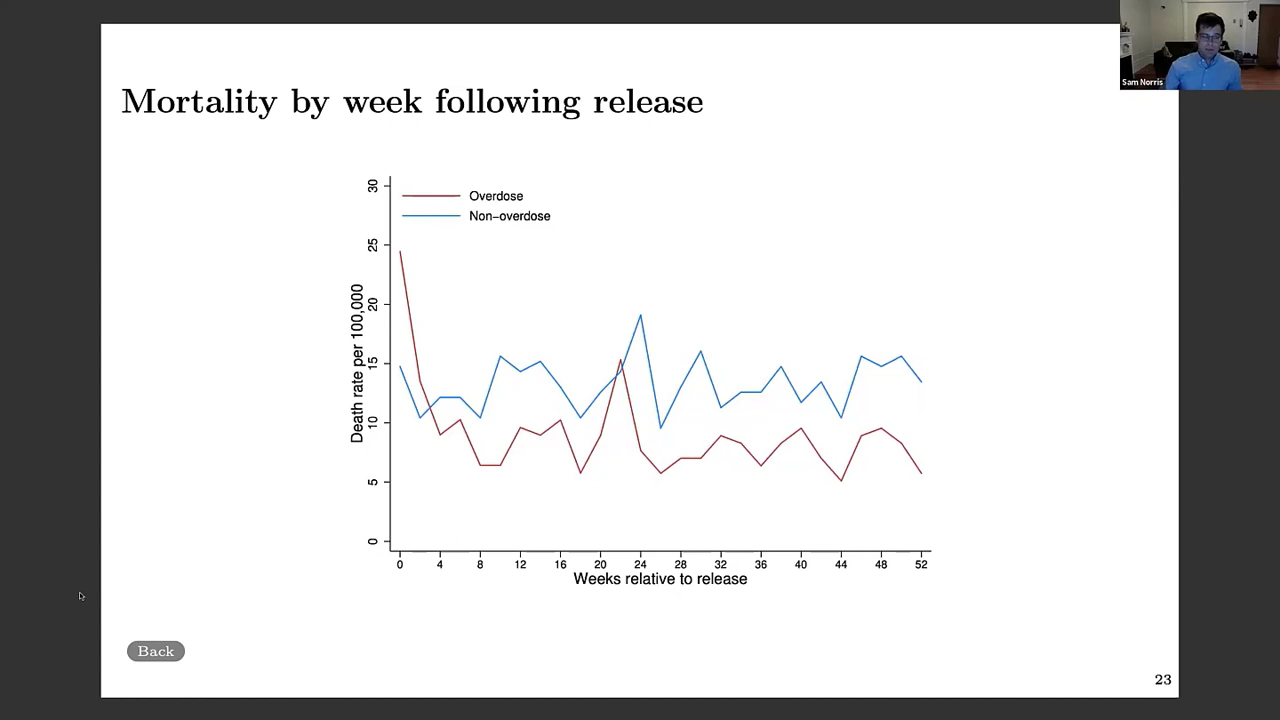 Sam Norris
Mortality by week following release
Overdose
Non-overdose
Death rate per 100,000
30
25
20
15
10
5
0
0 4 8 12 16 20 24 28 32 36 40 44 48 52
Weeks relative to release
Back
23